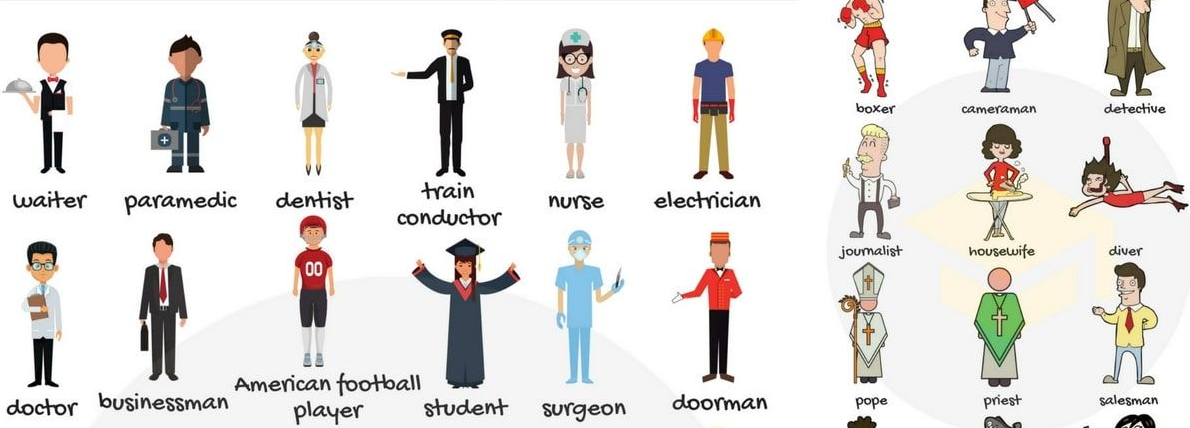 waiter
paramedic
dentist
train
conductor
nurse
electrician
00
doctor
businessman
American football
player
student
surgeon
doorman
boxer
cameraman
detective
journalist
housewife
diver
pope
priest
salesman